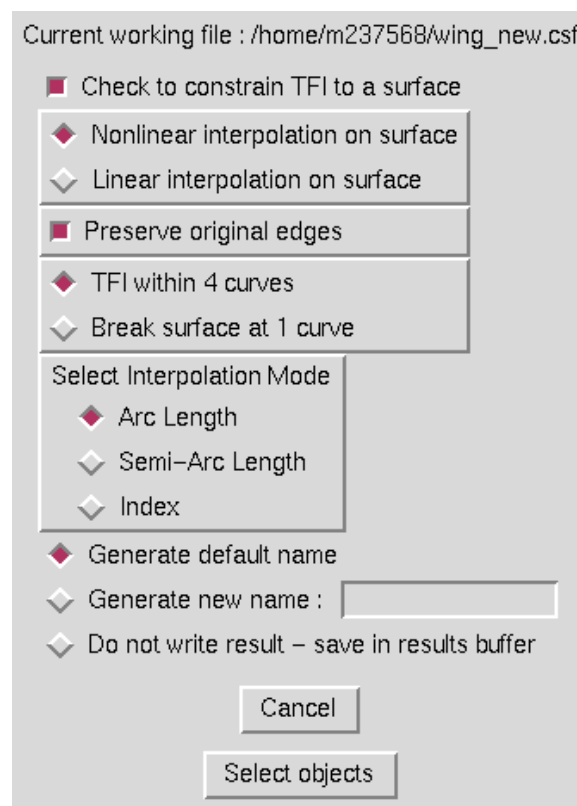 Current working file : /home/m237568/wing_new.csf
Check to constrain TFI to a surface
Nonlinear interpolation on surface
Linear interpolation on surface
Preserve original edges
TFI within 4 curves
Break surface at 1 curve
Select Interpolation Mode
Arc Length
Semi-Arc Length
Index
Generate default name
Generate new name :
Do not write result - save in results buffer
Cancel
Select objects